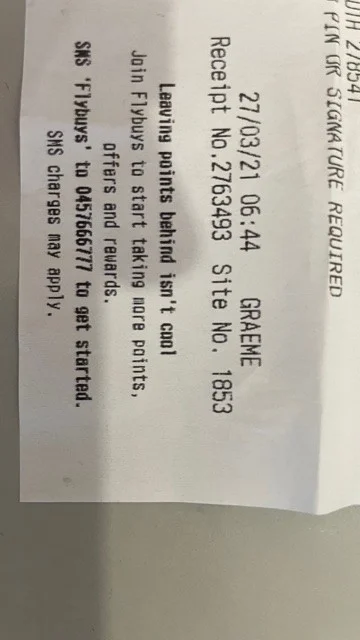 AUTH 27854
PIN OR SIGNATURE REQUIRED
27/03/21 06:44 GRAEME
Receipt No.2763493 Site No. 1853
Leaving points behind isn't cool
Join Flybuys to start taking more points,
offers and rewards.
SMS 'Flybuys' to 0457666777 to get started.
SMS charges may apply.